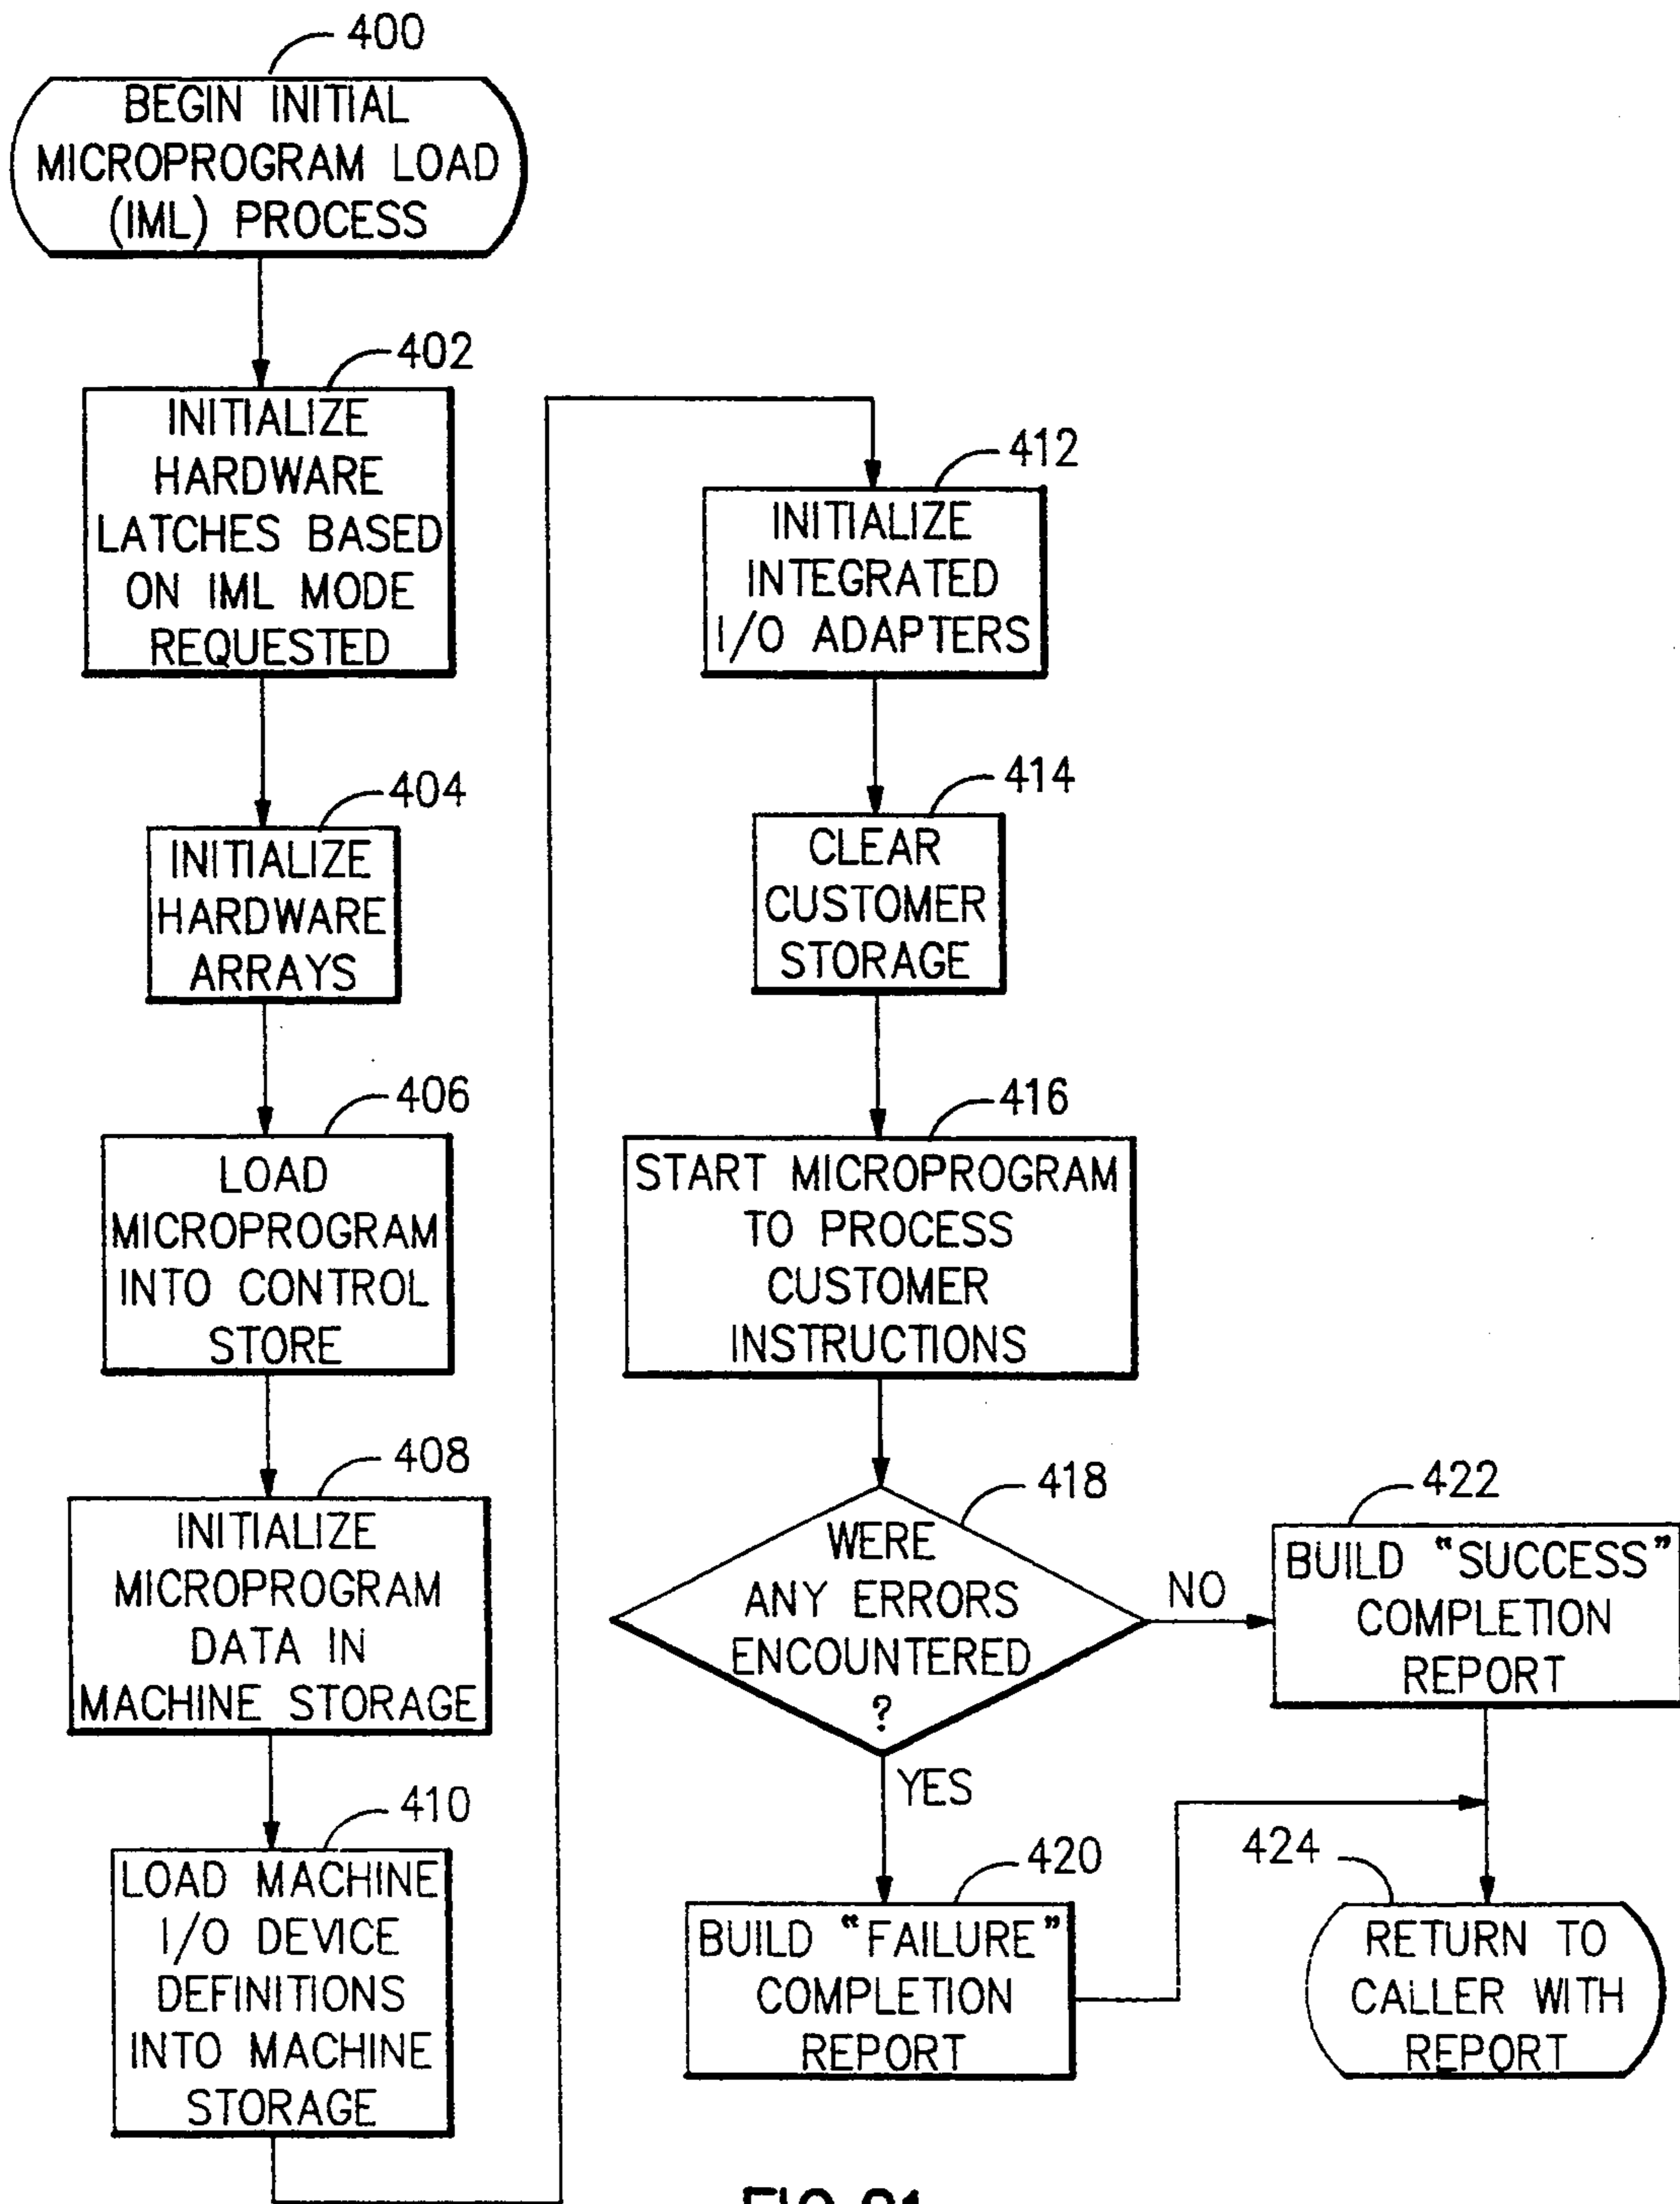 400
BEGIN INITIAL
MICROPROGRAM LOAD
(IML) PROCESS
402
INITIALIZE
HARDWARE
LATCHES BASED
ON IML MODE
REQUESTED
404
INITIALIZE
HARDWARE
ARRAYS
406
LOAD
MICROPROGRAM
INTO CONTROL
STORE
408
INITIALIZE
MICROPROGRAM
DATA IN
MACHINE STORAGE
410
LOAD MACHINE
I/O DEVICE
DEFINITIONS
INTO MACHINE
STORAGE
412
INITIALIZE
INTEGRATED
I/O ADAPTERS
414
CLEAR
CUSTOMER
STORAGE
416
START MICROPROGRAM
TO PROCESS
CUSTOMER
INSTRUCTIONS
418
WERE
ANY ERRORS
ENCOUNTERED
?
NO
YES
422
BUILD “SUCCESS”
COMPLETION
REPORT
420
BUILD “FAILURE”
COMPLETION
REPORT
424
RETURN TO
CALLER WITH
REPORT